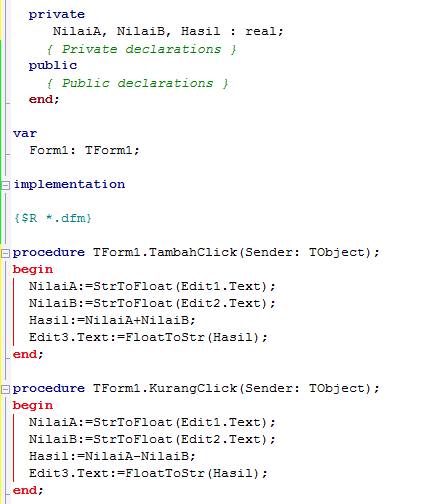 private
NilaiA, NilaiB, Hasil : real;
{ Private declarations }
public
{ Public declarations }
end;
var
Form1: TForm1;
implementation
{$R *.dfm}
procedure TForm1.TambahClick(Sender: TObject);
begin
NilaiA:=StrToFloat(Edit1.Text);
NilaiB:=StrToFloat(Edit2.Text);
Hasil:=NilaiA+NilaiB;
Edit3.Text:=FloatToStr(Hasil);
end;
procedure TForm1.KurangClick(Sender: TObject);
begin
NilaiA:=StrToFloat(Edit1.Text);
NilaiB:=StrToFloat(Edit2.Text);
Hasil:=NilaiA-NilaiB;
Edit3.Text:=FloatToStr(Hasil);
end;